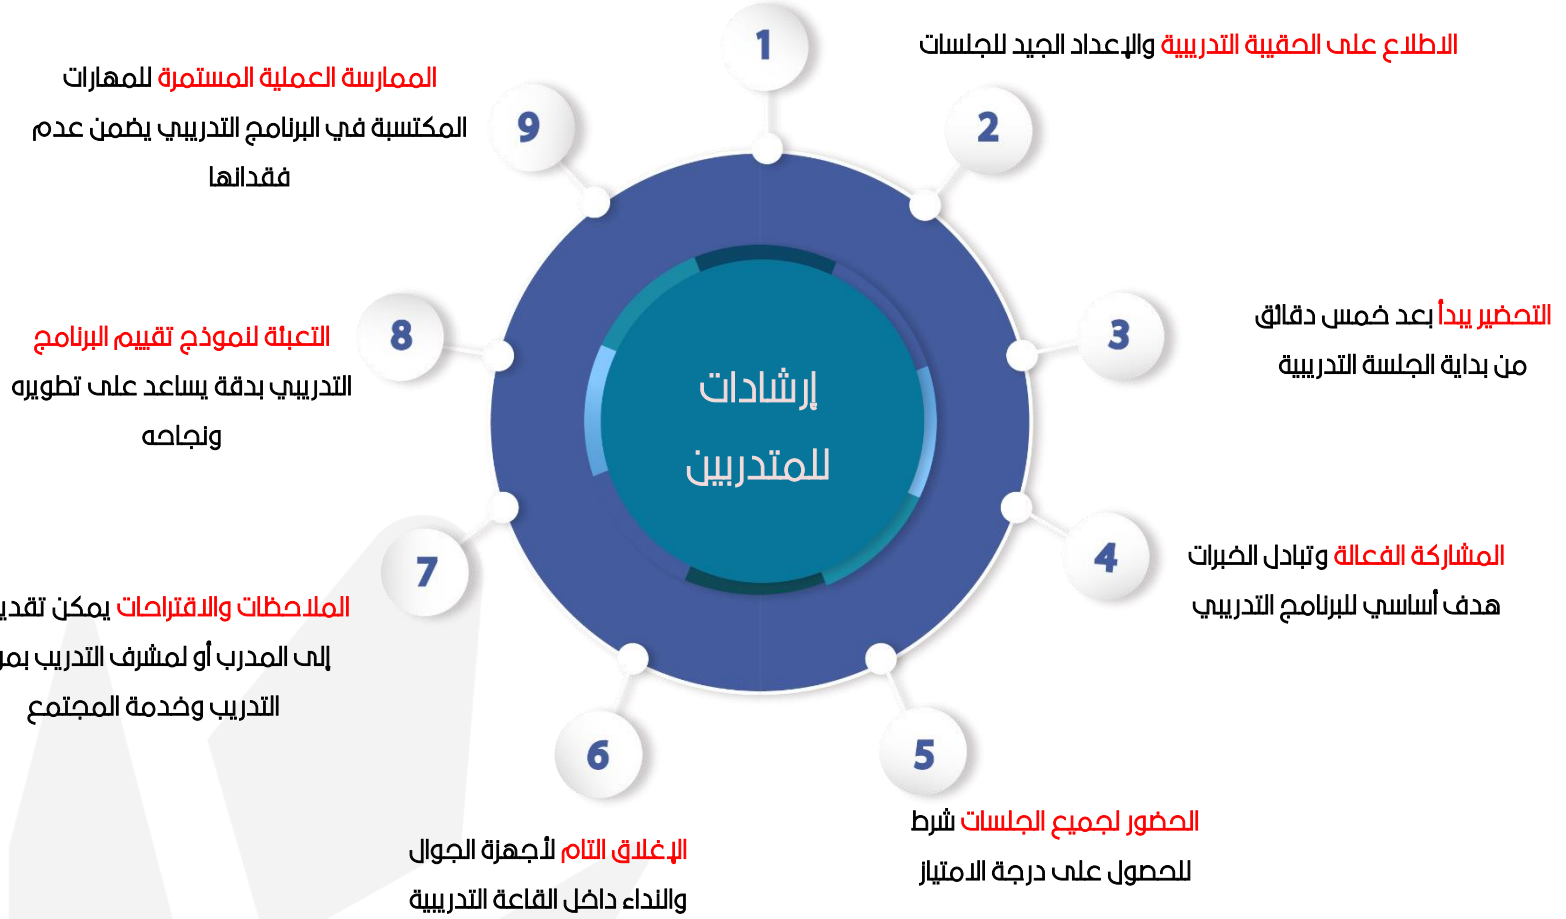 إرشادات
للمتدربين
1
الاطلاع على الحقيبة التدريبية والإعداد الجيد للجلسات
2
3
التحضير يبدأ بعد خمس دقائق
من بداية الجلسة التدريبية
4
المشاركة الفعالة وتبادل الخبرات
هدف أساسي للبرنامج التدريبي
5
الحضور لجميع الجلسات شرط
للحصول على درجة الامتياز
6
الإغلاق التام لأجهزة الجوال
والنداء داخل القاعة التدريبية
7
الملاحظات والاقتراحات يمكن
إلى المدرب أو لمشرف التدريب
التدريب وخدمة المجتمع
8
التعبئة لنموذج تقييم البرنامج
التدريبي بدقة يساعد على تطويره
ونجاحه
9
الممارسة العملية المستمرة للمهارات
المكتسبة في البرنامج التدريبي يضمن عدم
فقدانها